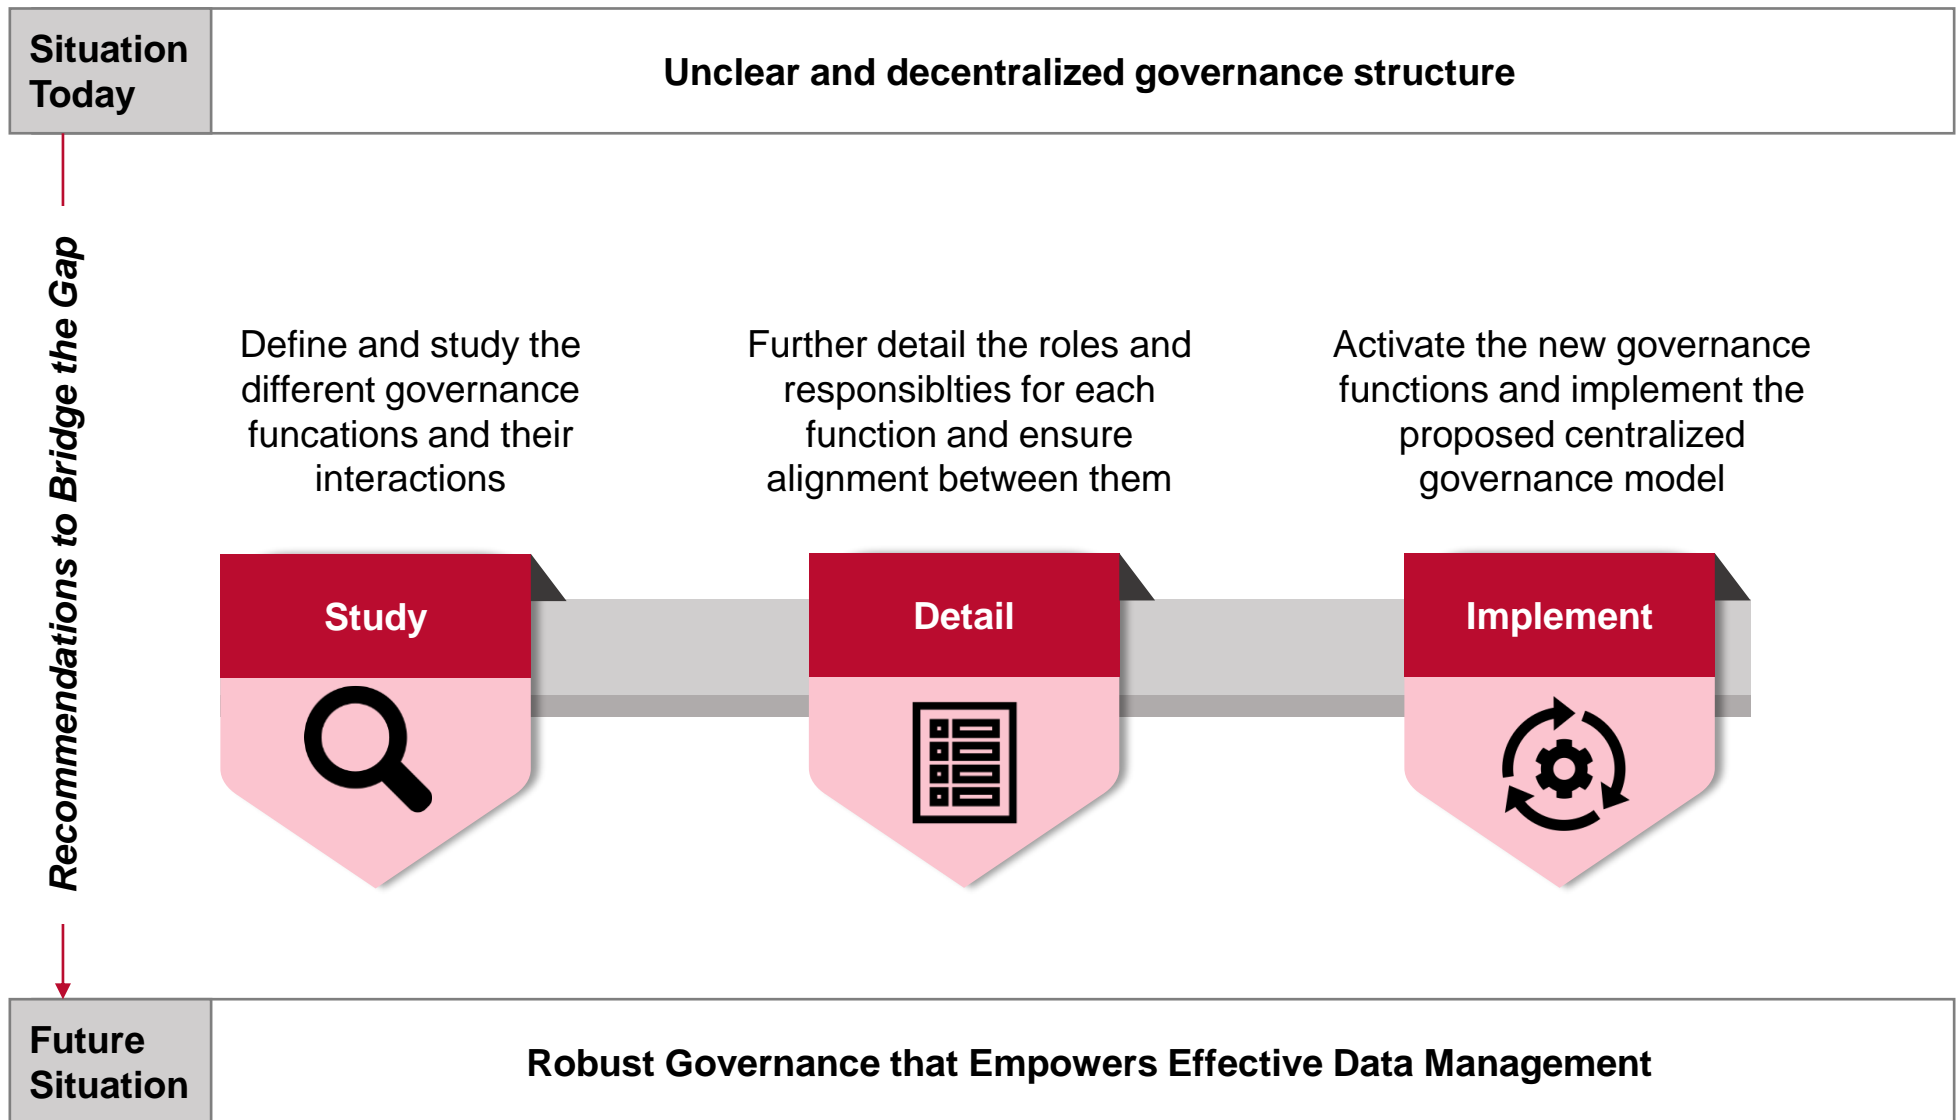 Situation
Today
Unclear and decentralized governance structure
Recommendations to Bridge the Gap
Define and study the
different governance
funcations and their
interactions
Further detail the roles and
responsiblties for each
function and ensure
alignment between them
Activate the new governance
functions and implement the
proposed centralized
governance model
Study
Detail
Implement
Future
Situation
Robust Governance that Empowers Effective Data Management